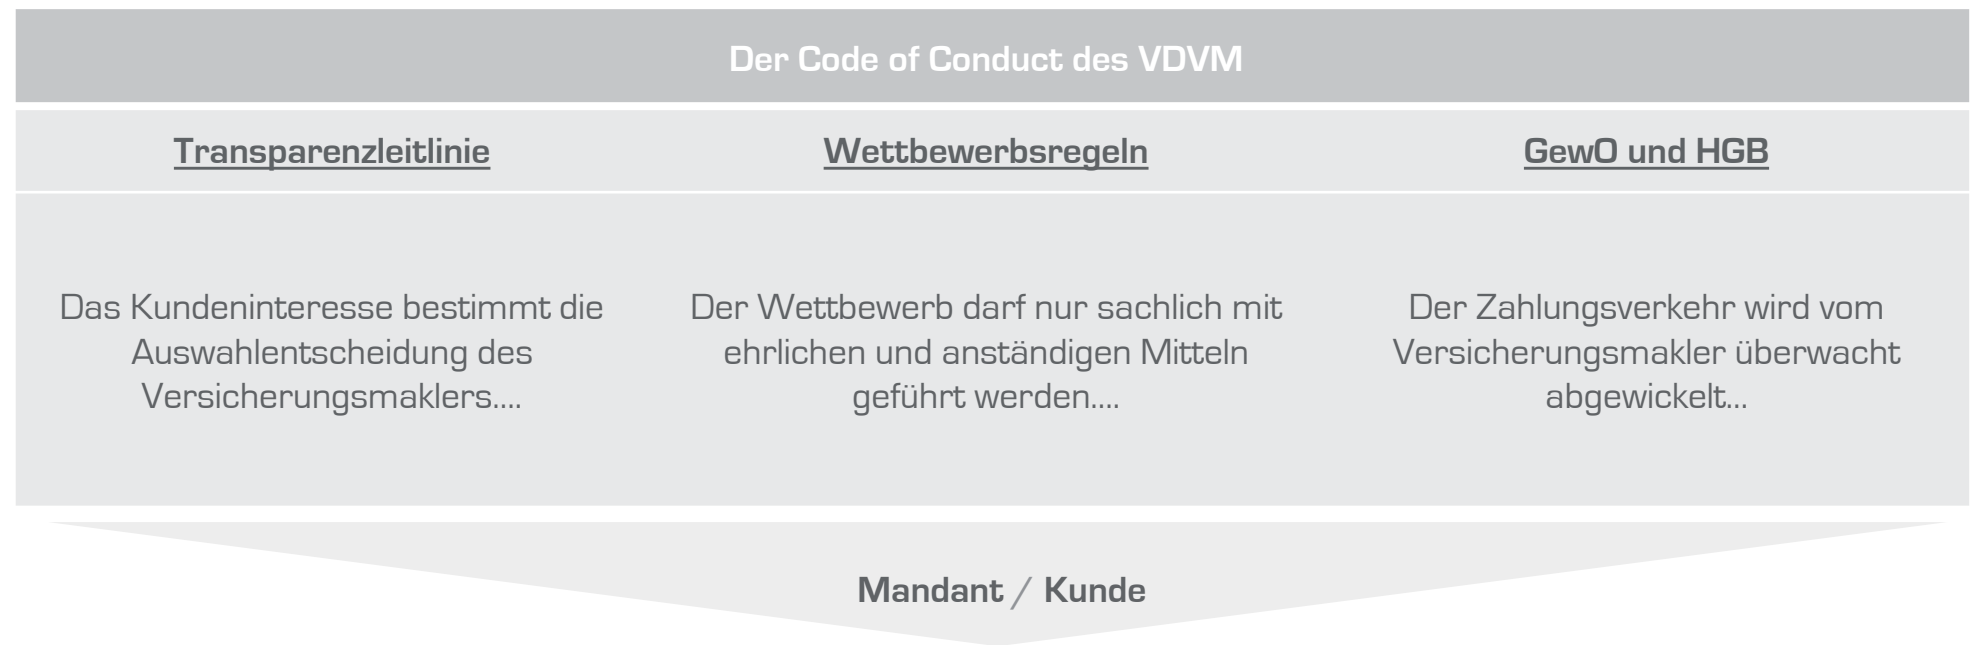 Der Code of Conduct des VDVM
Transparenzleitlinie
Wettbewerbsregeln
GewO und HGB
Das Kundeninteresse bestimmt die
Auswahlentscheidung des
Versicherungsmaklers....
Der Wettbewerb darf nur sachlich mit
ehrlichen und anständigen Mitteln
geführt werden....
Der Zahlungsverkehr wird vom
Versicherungsmakler überwacht
abgewickelt...
Mandant / Kunde